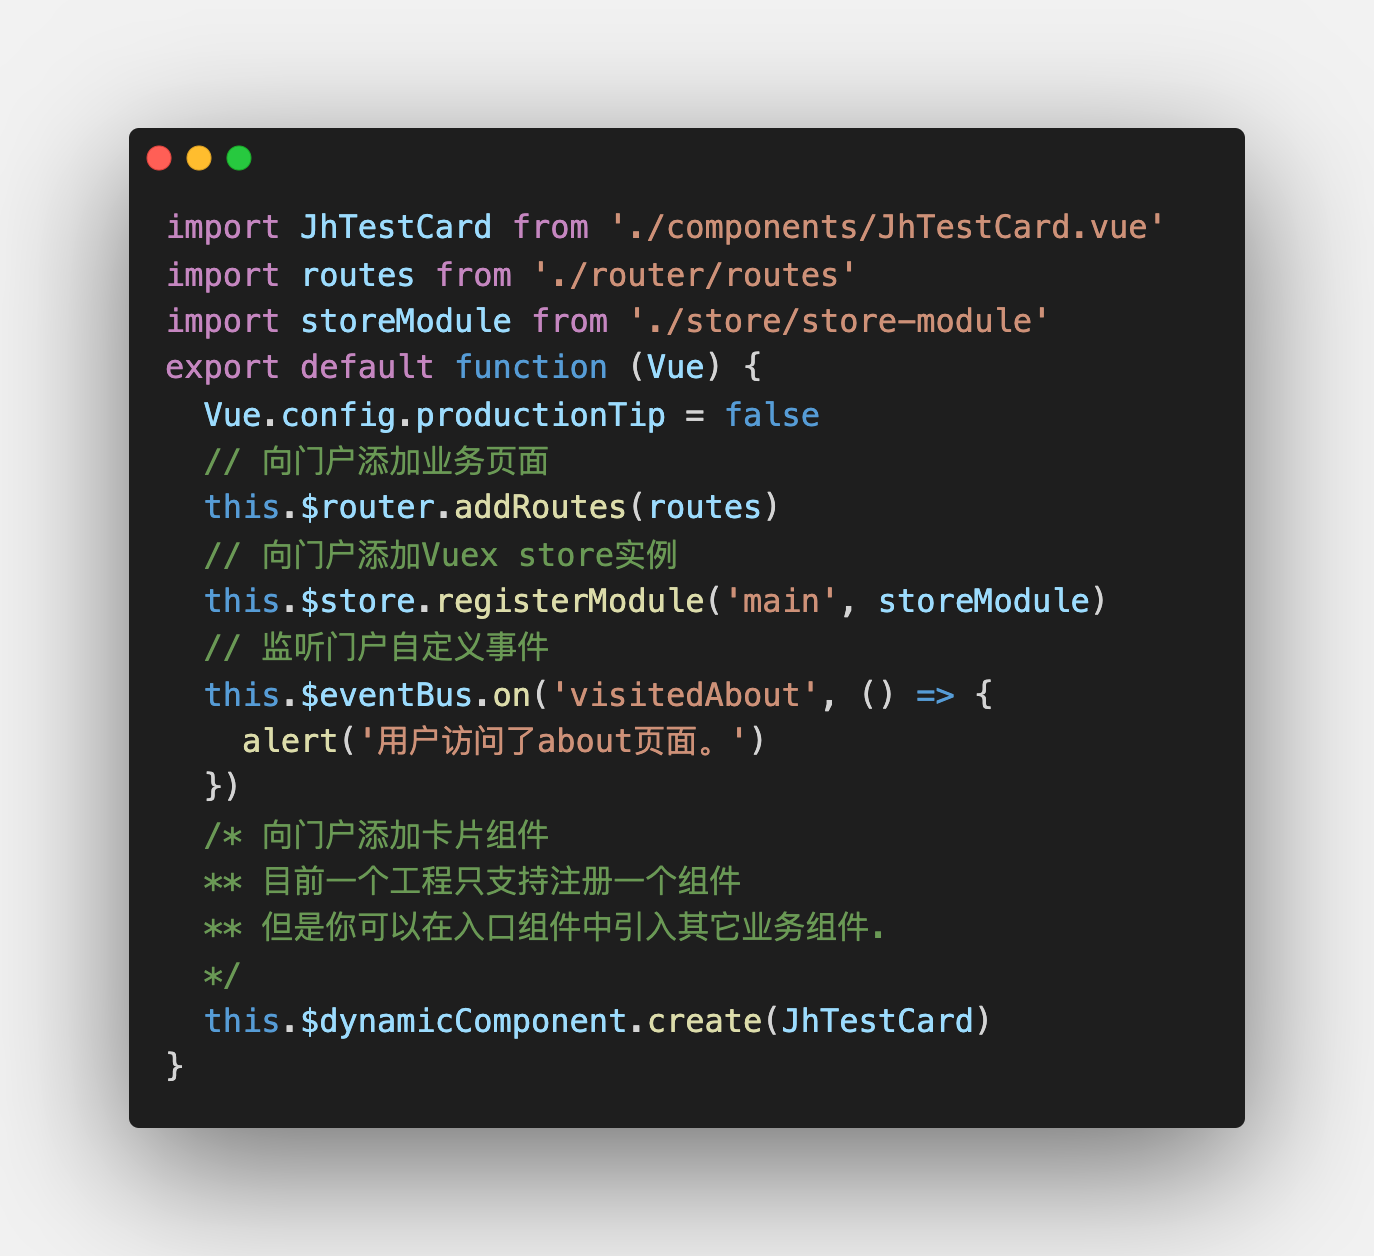 import JhTestCard from './components/JhTestCard.vue'
import routes from './router/routes'
import storeModule from './store/store-module'
export default function (Vue) {
  Vue.config.productionTip = false
  // 向门户添加业务页面
  this.$router.addRoutes(routes)
  // 向门户添加Vuex store实例
  this.$store.registerModule('main', storeModule)
  // 监听门户自定义事件
  this.$eventBus.on('visitedAbout', () => {
    alert('用户访问了about页面。')
  })
  /* 向门户添加卡片组件
  ** 目前一个工程只支持注册一个组件
  ** 但是你可以在入口组件中引入其它业务组件.
  */
  this.$dynamicComponent.create(JhTestCard)
}